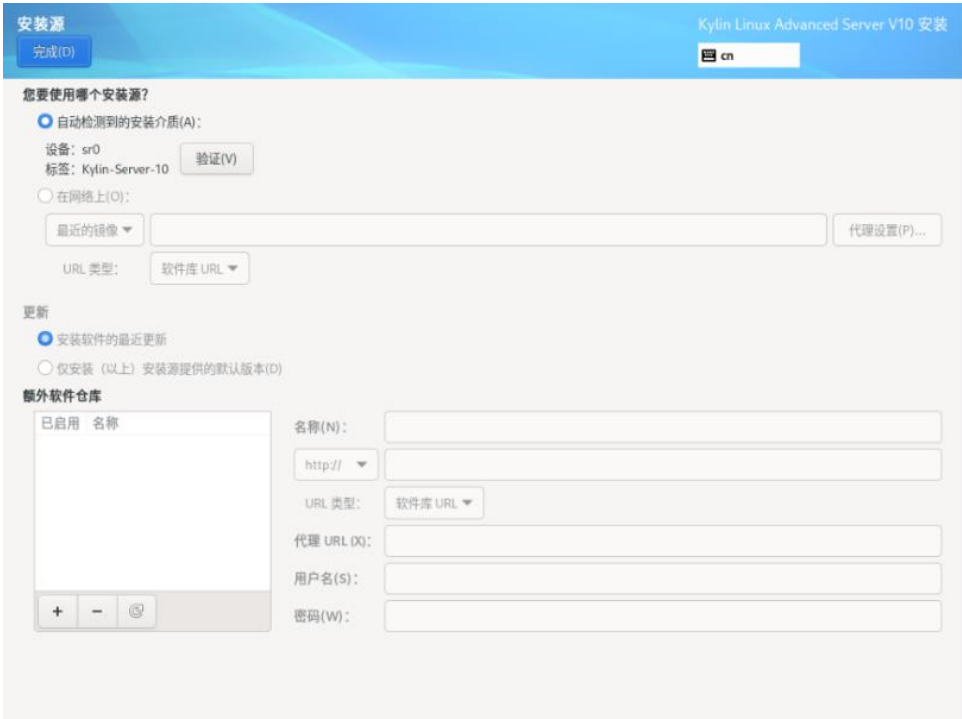 安装源
Kylin Linux Advanced Server V10 安装
完成(D)
cn
您要使用哪个安装源?
自动检测到的安装介质(A):
设备: sr0
标签: Kylin-Server-10
验证(V)
在网络上(O):
最近的镜像
代理设置(P)...
URL 类型:
软件库 URL
更新
安装软件的最近更新
仅安装（以上）安装源提供的默认版本(D)
额外软件仓库
已启用 名称
名称(N):
http://
URL 类型:
软件库 URL
代理 URL (X):
用户名(S):
密码(W):